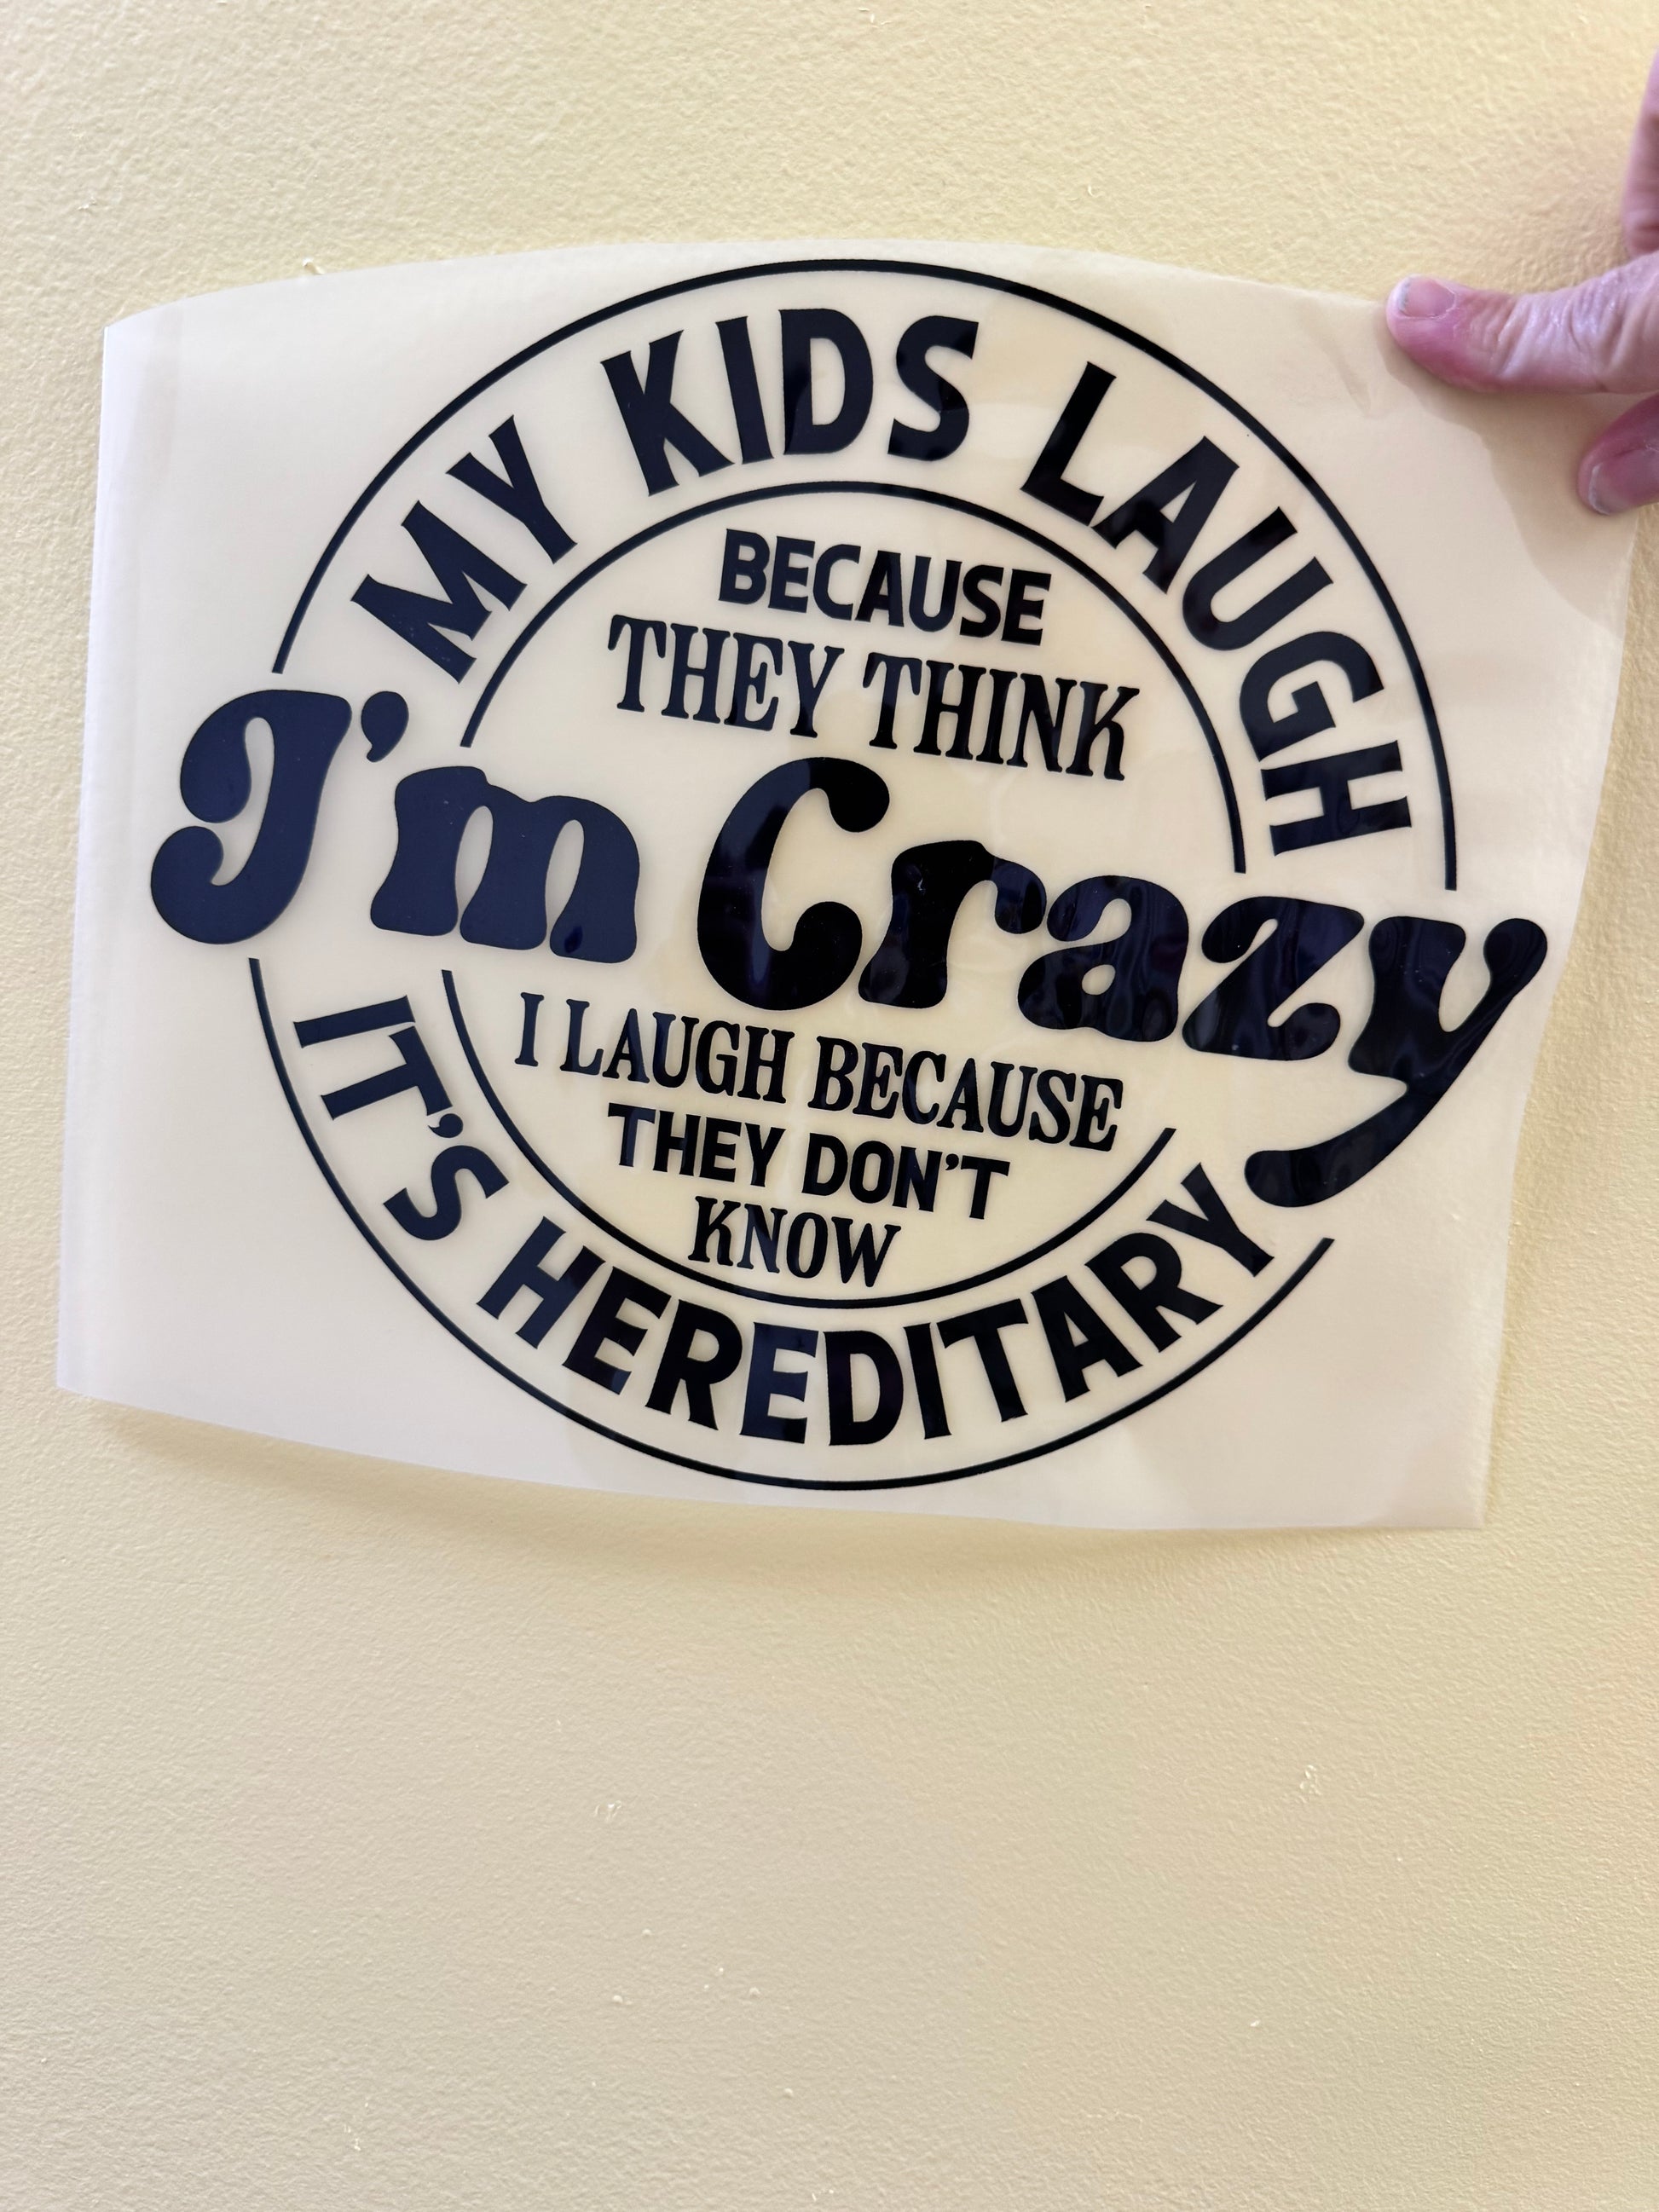 MY KIDS LAUGH
BECAUSE
THEY THINK
I'm Crazy
I LAUGH BECAUSE
THEY DON'T
KNOW
IT'S HEREDITARY